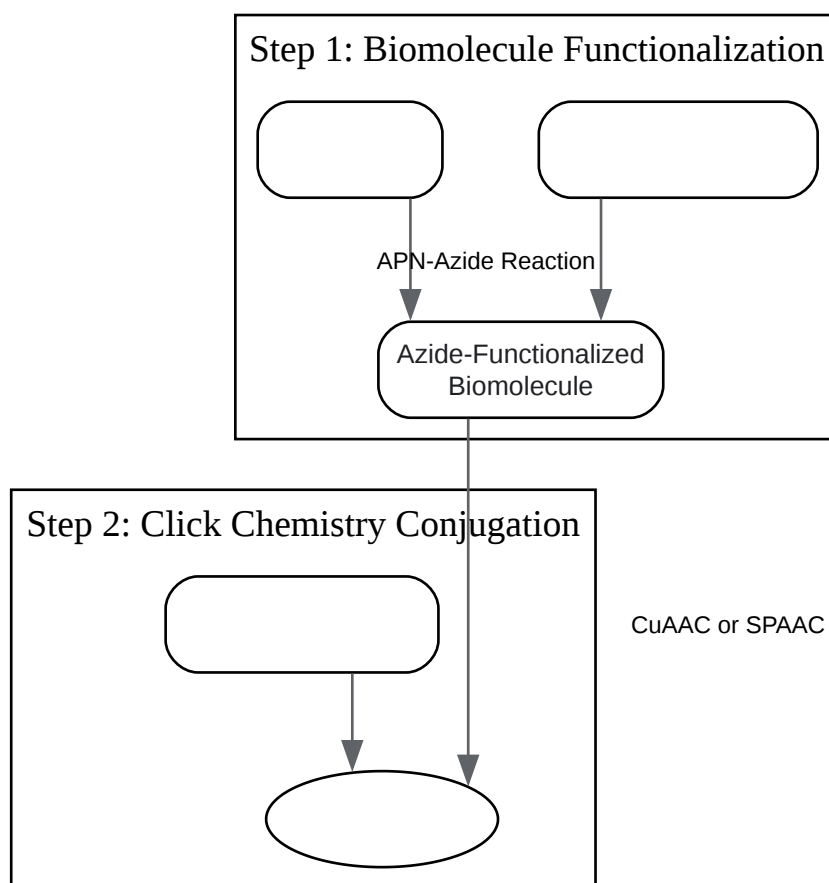 Step 1: Biomolecule Functionalization
APN-Azide Reaction
Azide-Functionalized
Biomolecule
Step 2: Click Chemistry Conjugation
CuAAC or SPAAC